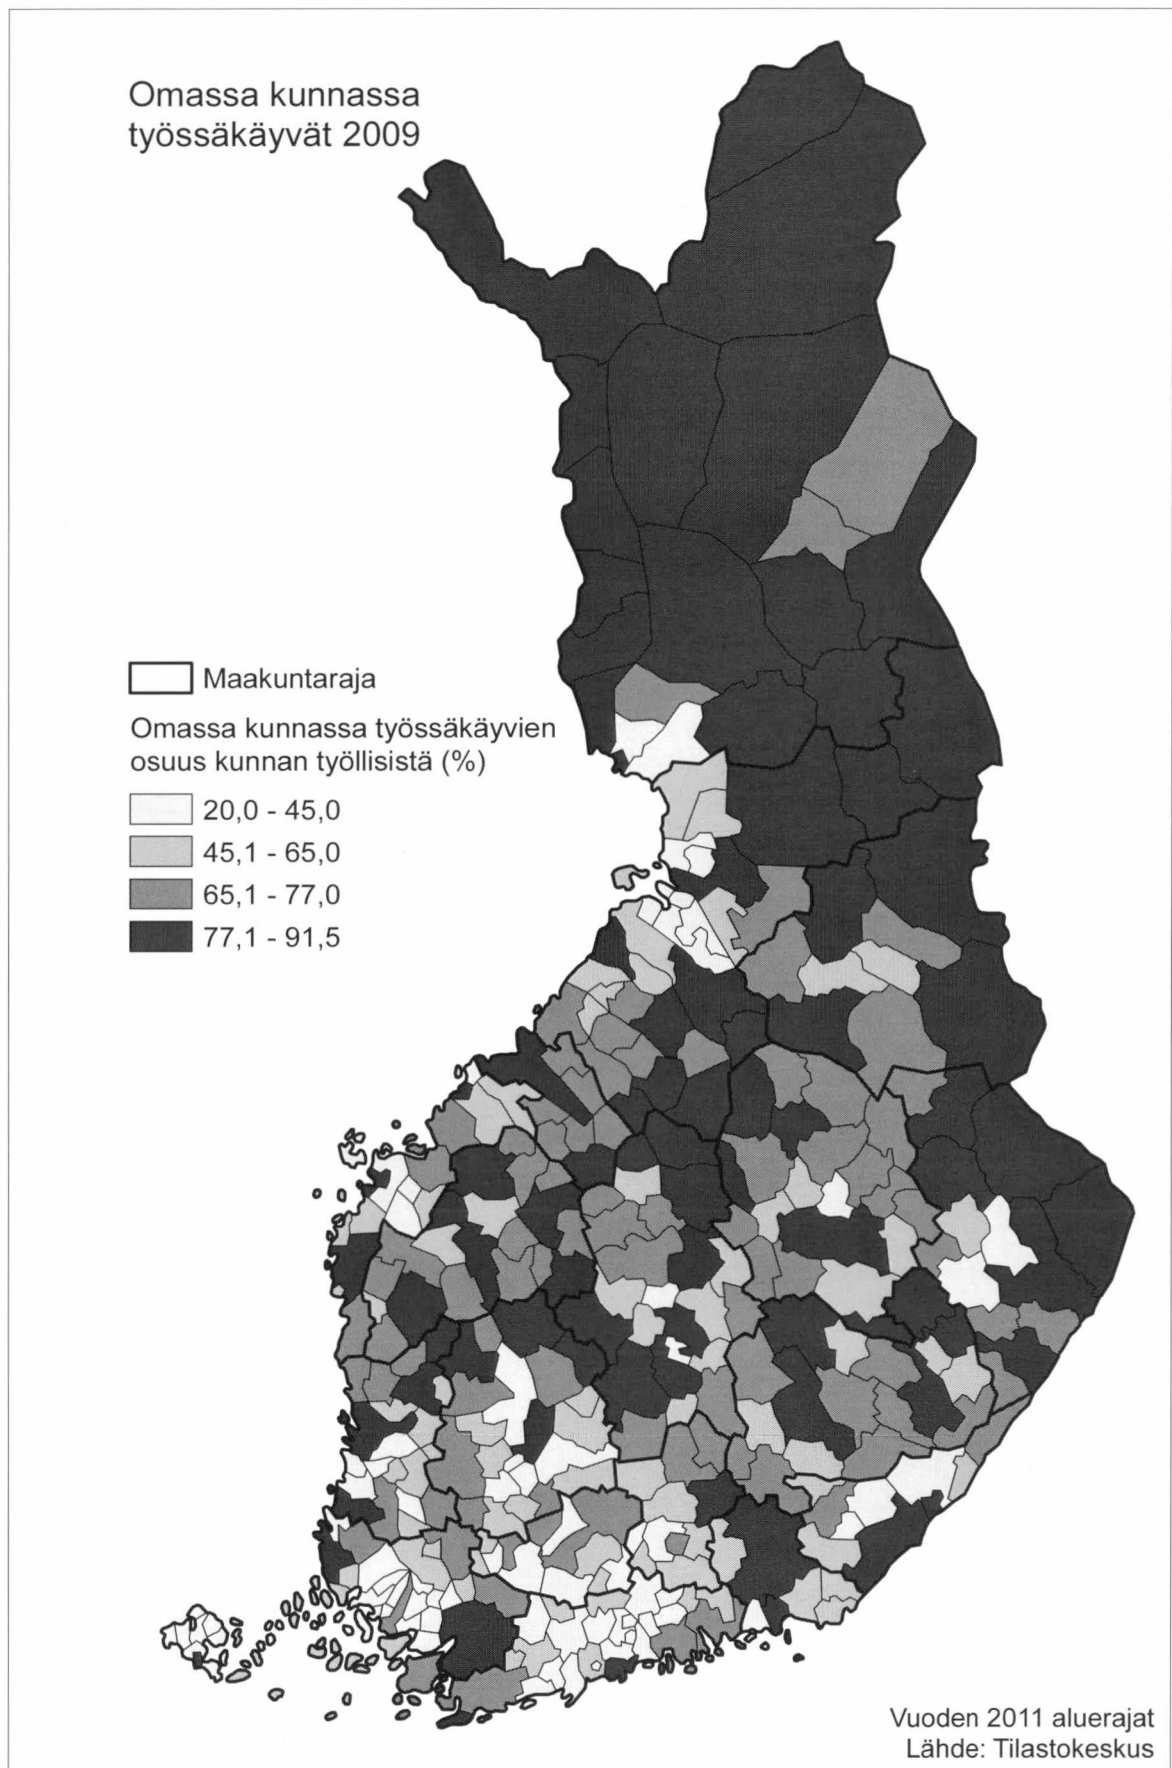 Omassa kunnassa
työssäkäyvät 2009
Maakuntaraja
Omassa kunnassa työssäkäyvien
osuus kunnan työllisistä (%)
20,0 - 45,0
45,1 - 65,0
65,1 - 77,0
77,1 - 91,5
Vuoden 2011 aluerajat
Lähde: Tilastokeskus